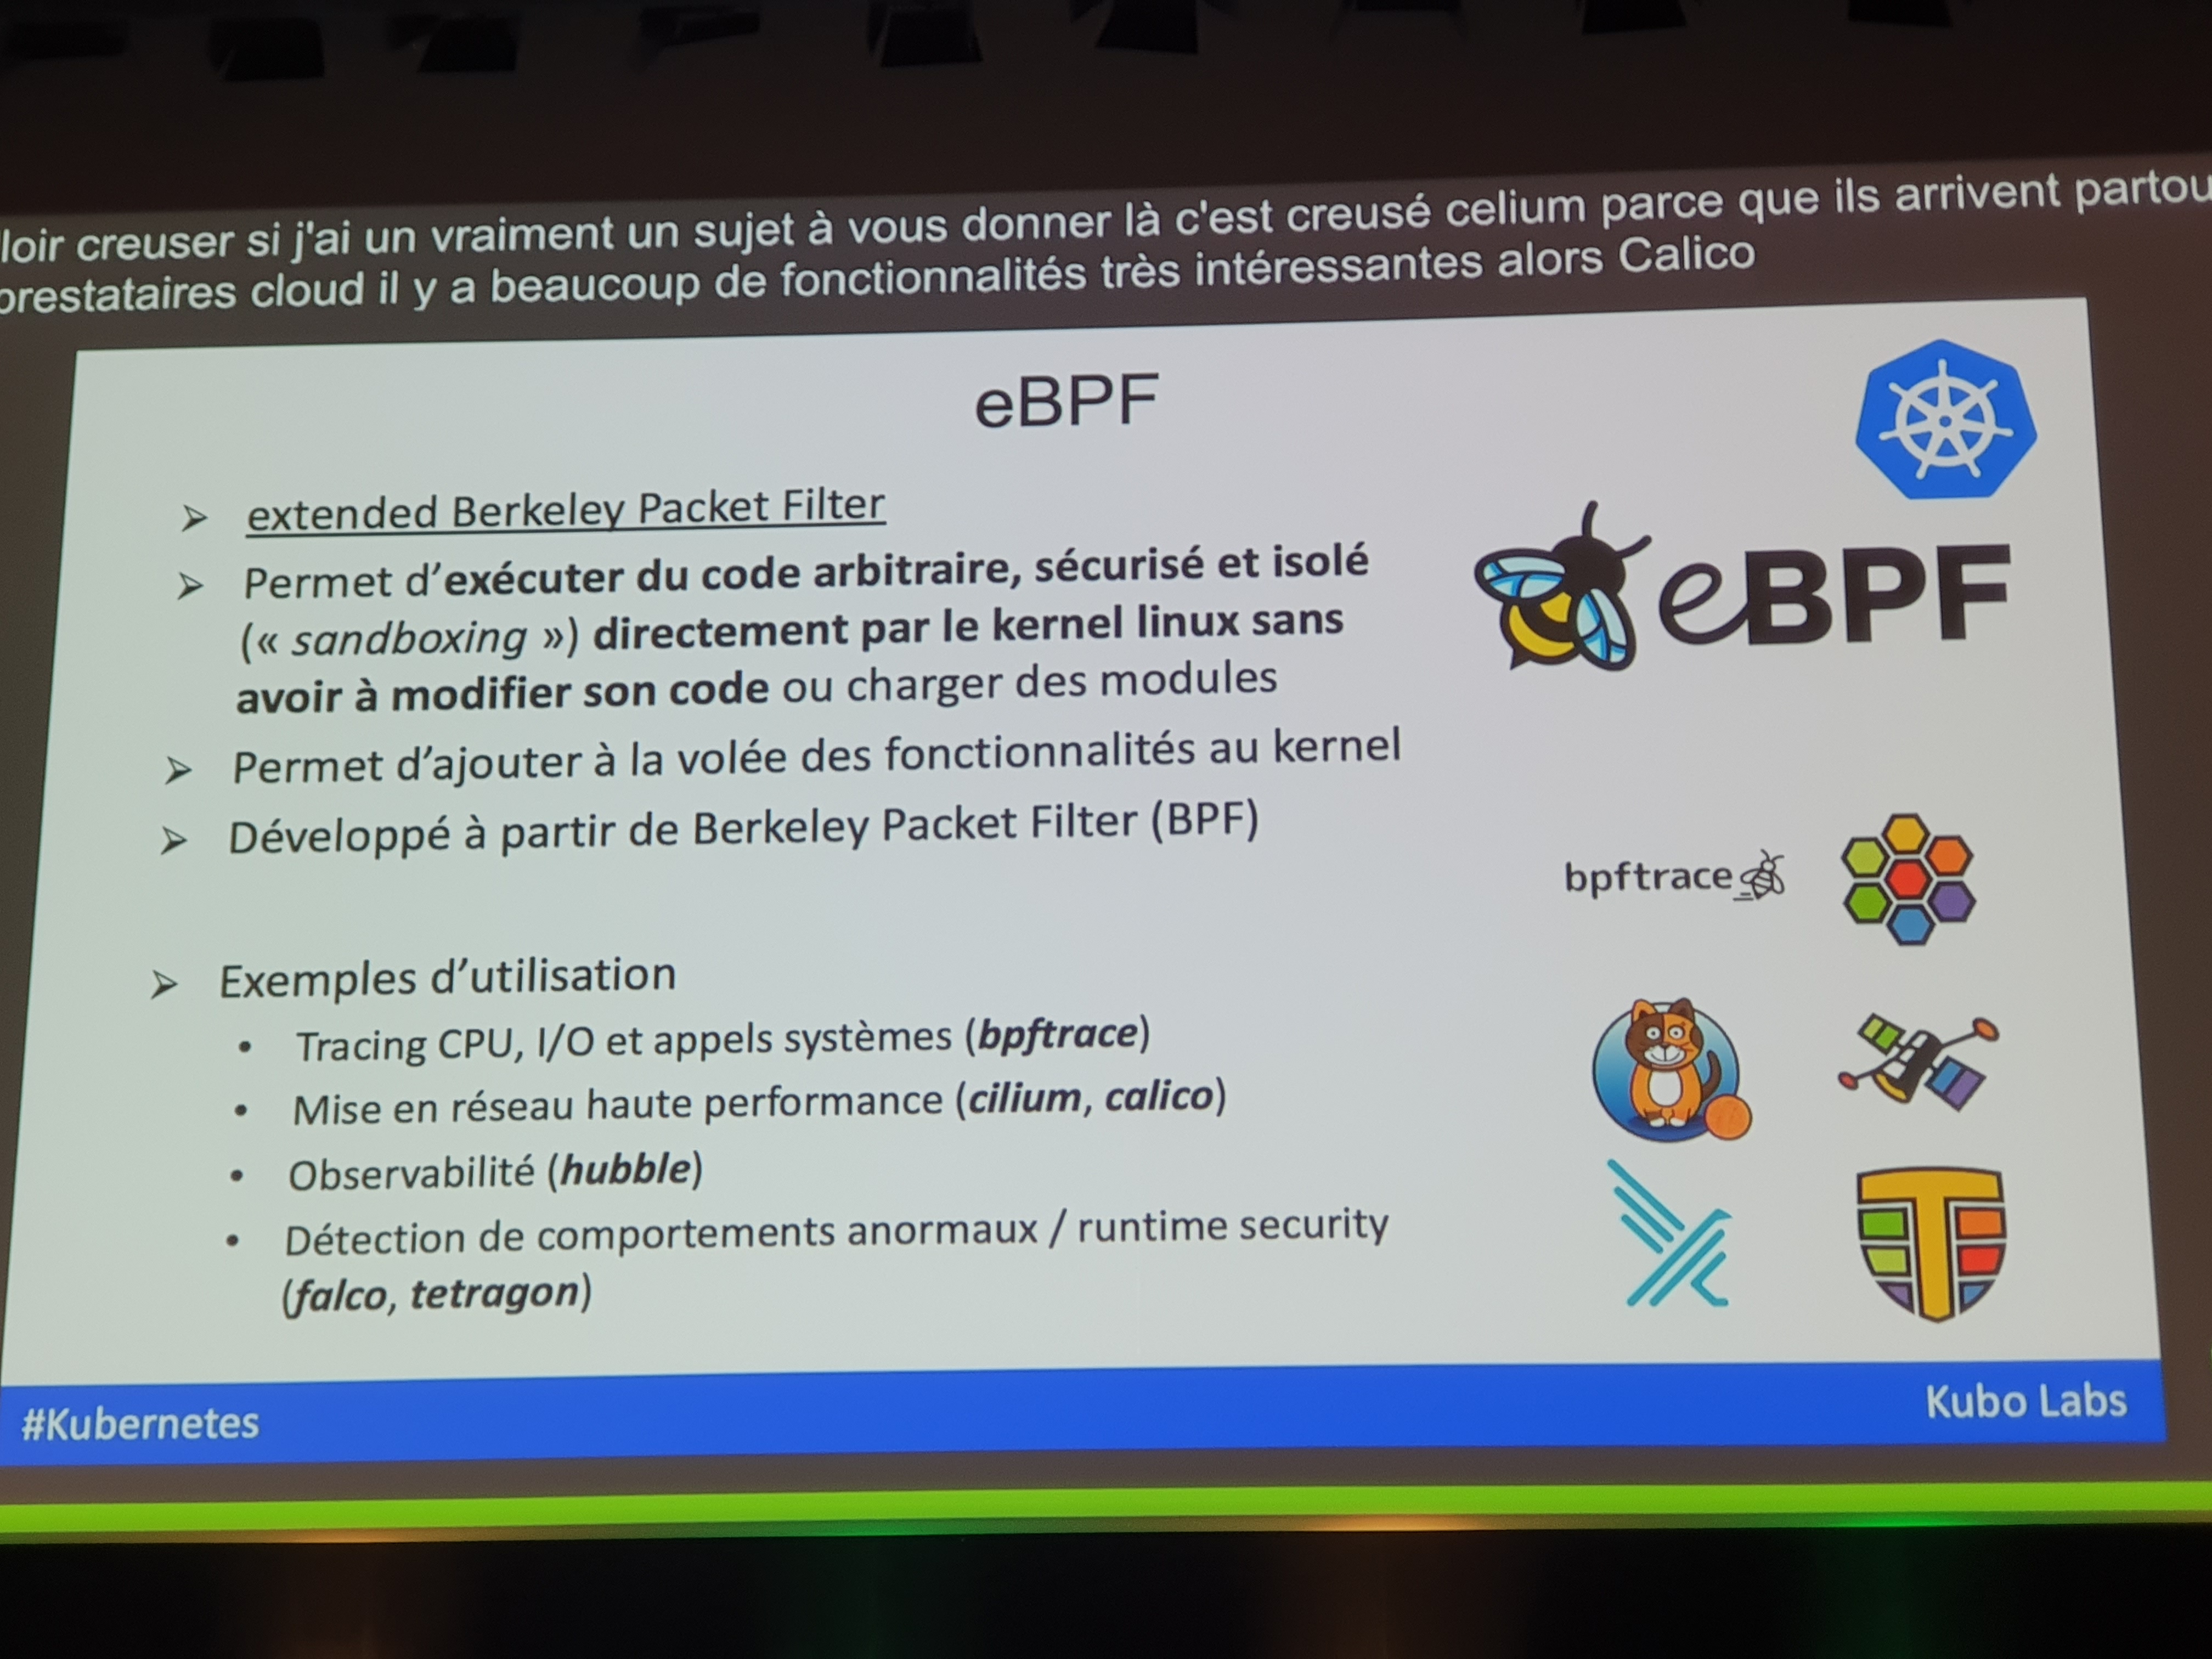 loir creuser si j'ai un vraiment un sujet à vous donner là c'est creusé celium parce que ils arrivent partou
prestataires cloud il y a beaucoup de fonctionnalités très intéressantes alors Calico
eBPF
➢ extended Berkeley Packet Filter
➢ Permet d'exécuter du code arbitraire, sécurisé et isolé
(« sandboxing ») directement par le kernel linux sans
avoir à modifier son code ou charger des modules
➢ Permet d'ajouter à la volée des fonctionnalités au kernel
➢ Développé à partir de Berkeley Packet Filter (BPF)
➢ Exemples d'utilisation
• Tracing CPU, I/O et appels systèmes (bpftrace)
• Mise en réseau haute performance (cilium, calico)
• Observabilité (hubble)
• Détection de comportements anormaux / runtime security
(falco, tetragon)
eBPF
bpftrace
T
#Kubernetes
Kubo Labs